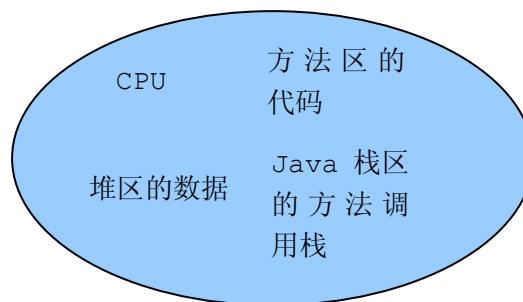 CPU
方法区的
代码
堆区的数据
Java 栈区
的方法调
用栈